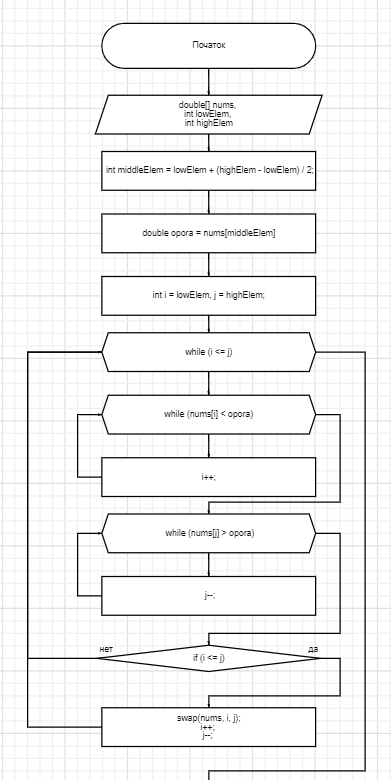 Початок
double[] nums,
int lowElem,
int highElem
int middleElem = lowElem + (highElem - lowElem) / 2;
double opora = nums[middleElem]
int i = lowElem, j = highElem;
while (i <= j)
while (nums[i] < opora)
i++;
while (nums[j] > opora)
j--;
нет
да
if (i <= j)
swap(nums, i, j);
i++;
j--;